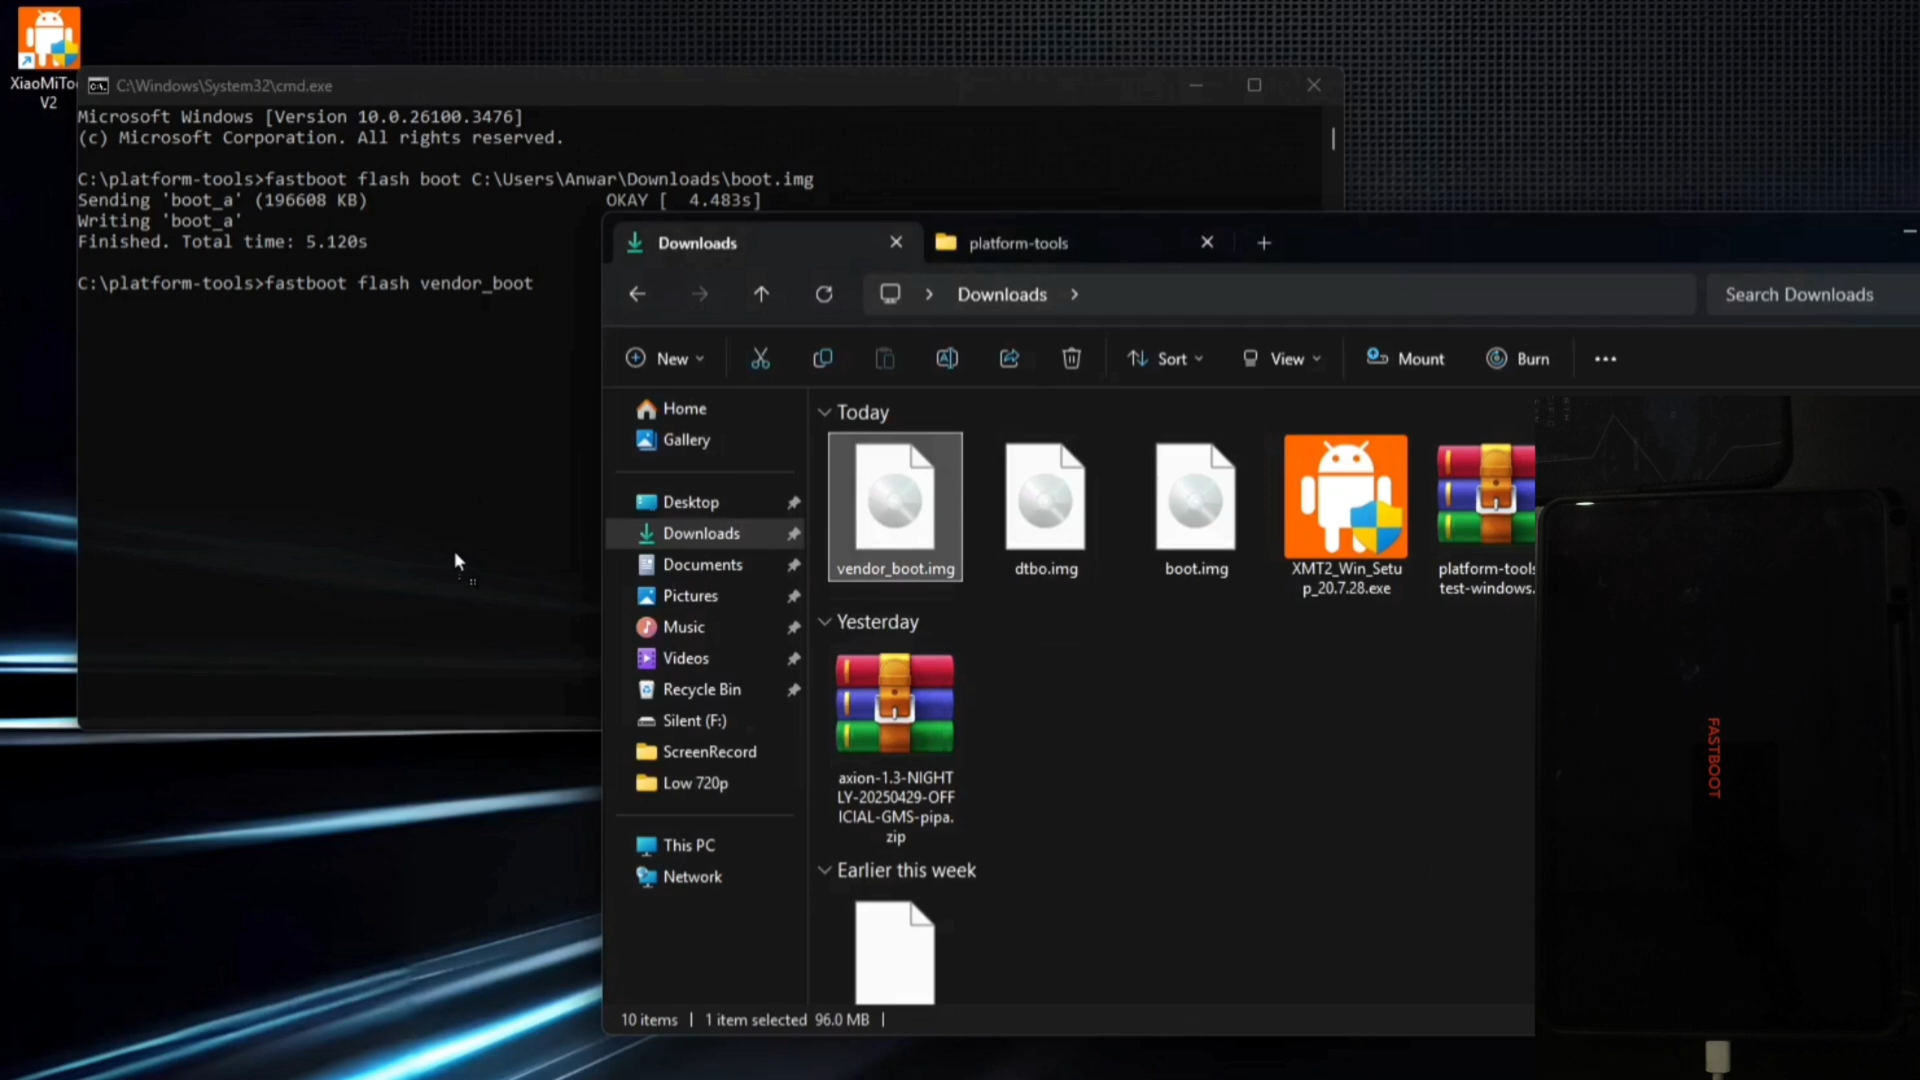 XiaoMiToo
V2
C:\Windows\System32\cmd.exe
Microsoft Windows [Version 10.0.26100.3476]
(c) Microsoft Corporation. All rights reserved.
C:\platform-tools>fastboot flash boot C:\Users\Anwar\Downloads\boot.img
Sending 'boot_a' (196608 KB) OKAY [ 4.483s]
Writing 'boot_a'
Finished. Total time: 5.120s
C:\platform-tools>fastboot flash vendor_boot
Downloads
platform-tools
Downloads
Search Downloads
New
Sort
View
Mount
Burn
Home
Gallery
Desktop
Downloads
Documents
Pictures
Music
Videos
Recycle Bin
Silent (F:)
ScreenRecord
Low 720p
This PC
Network
Today
vendor_boot.img
dtbo.img
boot.img
XMT2_Win_Setu
p_20.7.28.exe
platform-tools
test-windows.
Yesterday
axion-1.3-NIGHT
LY-20250429-OFF
ICIAL-GMS-pipa.
zip
Earlier this week
10 items | 1 item selected 96.0 MB |
FASTBOOT